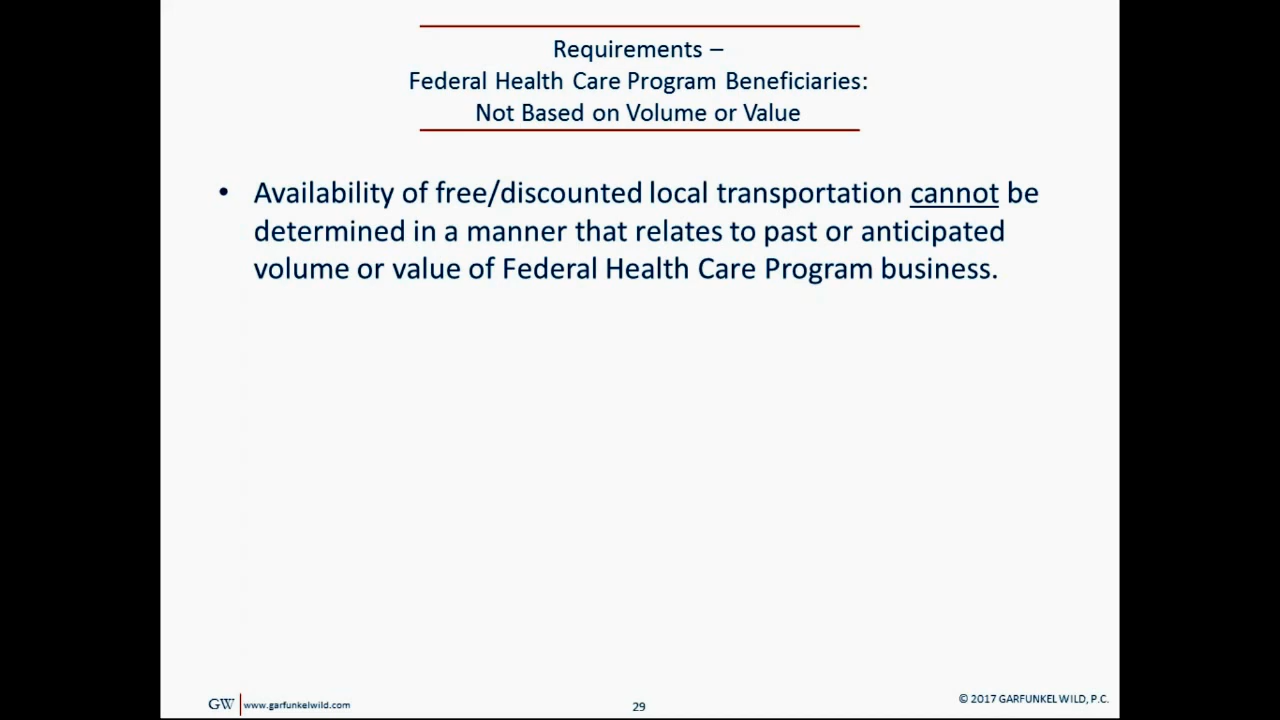 Requirements –
Federal Health Care Program Beneficiaries:
Not Based on Volume or Value
• Availability of free/discounted local transportation cannot be
determined in a manner that relates to past or anticipated
volume or value of Federal Health Care Program business.
GW www.garfunkelwild.com
29
© 2017 GARFUNKEL WILD, P.C.